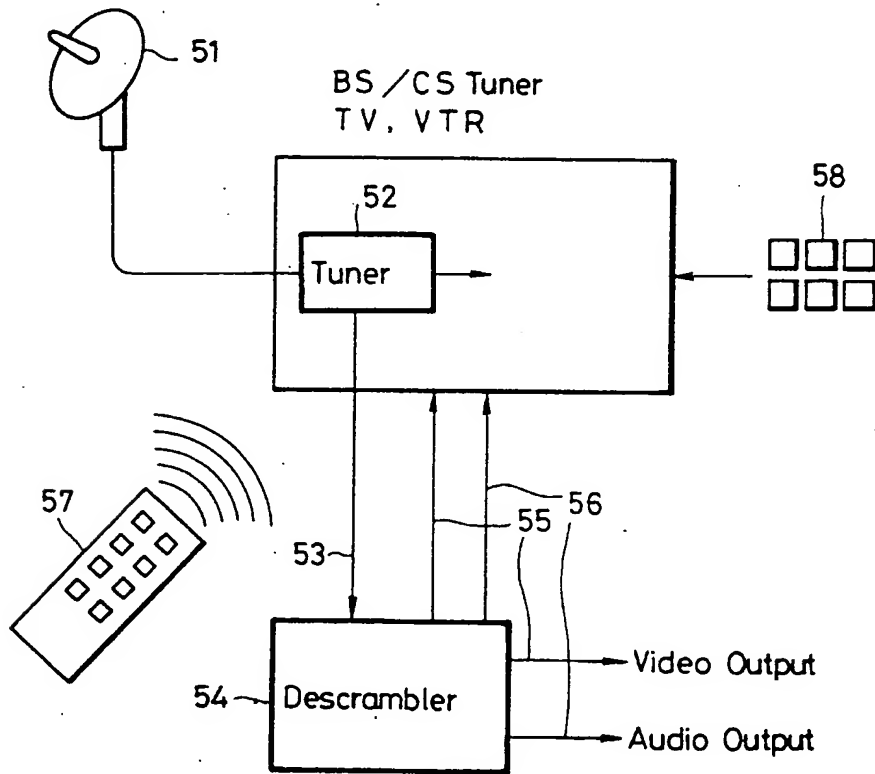 51
BS/CS Tuner
TV, VTR
58
52
Tuner
57
56
55
53
Video Output
54
Descrambler
Audio Output